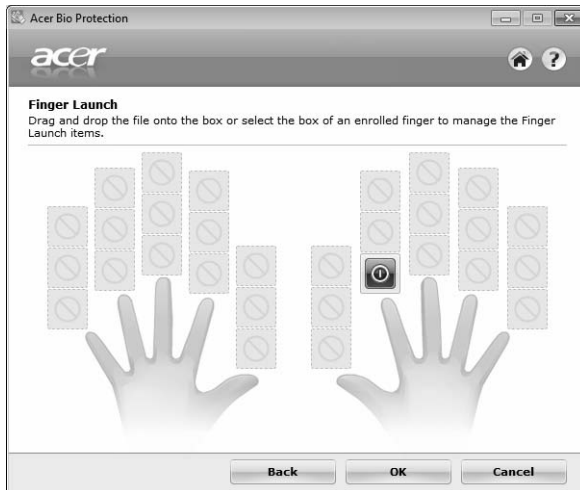 Acer Bio Protection
acer
?
Finger Launch
Drag and drop the file onto the box or select the box of an enrolled finger to manage the Finger
Launch items.
Back OK Cancel